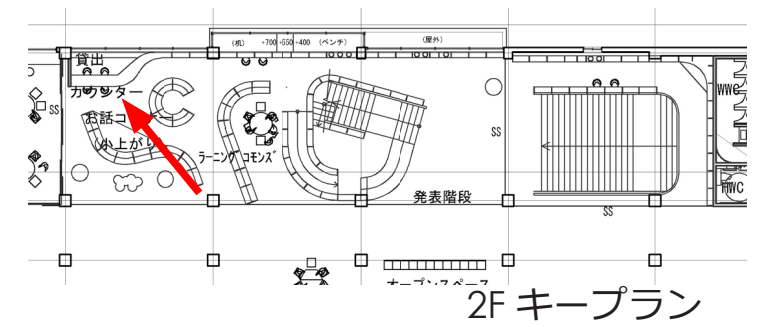 (机)
+700
+550
+400
(ベンチ)
(屋外)
貸出
カウンター
お話コーナー
(小上がり)
ラーニングコモンズ
発表階段
SS
SS
SS
WWC
HWC
オープンスペース
2F キープラン